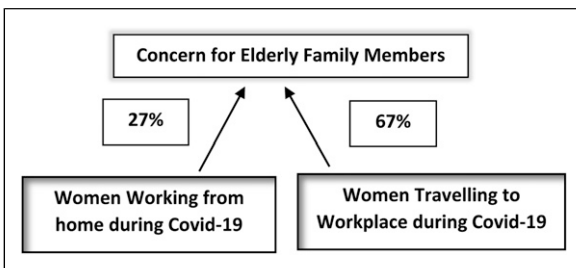 Concern for Elderly Family Members
27%
67%
Women Working from
home during Covid-19
Women Travelling to
Workplace during Covid-19